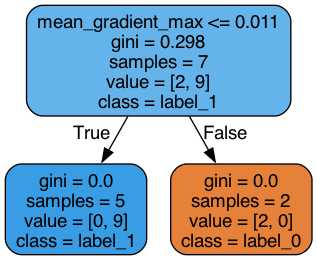 mean_gradient_max <= 0.011
gini = 0.298
samples = 7
value = [2, 9]
class = label_1
True
False
gini = 0.0
samples = 5
value = [0, 9]
class = label_1
gini = 0.0
samples = 2
value = [2, 0]
class = label_0